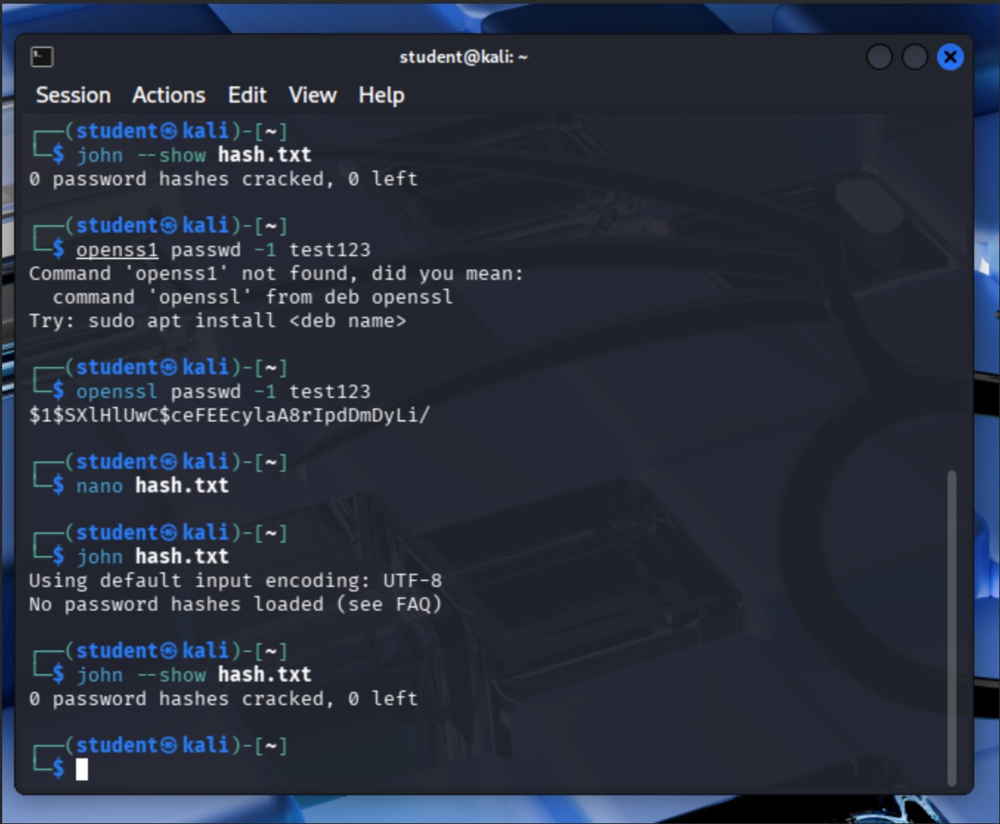 student@kali: ~
Session Actions Edit View Help
┌──(student㉿kali)-[~]
└─$ john --show hash.txt
0 password hashes cracked, 0 left
┌──(student㉿kali)-[~]
└─$ openss1 passwd -1 test123
Command 'openss1' not found, did you mean:
  command 'openssl' from deb openssl
Try: sudo apt install <deb name>
┌──(student㉿kali)-[~]
└─$ openssl passwd -1 test123
$1$SXlHlUwC$ceFEEcylaA8rIpdDmDyLi/
┌──(student㉿kali)-[~]
└─$ nano hash.txt
┌──(student㉿kali)-[~]
└─$ john hash.txt
Using default input encoding: UTF-8
No password hashes loaded (see FAQ)
┌──(student㉿kali)-[~]
└─$ john --show hash.txt
0 password hashes cracked, 0 left
┌──(student㉿kali)-[~]
└─$